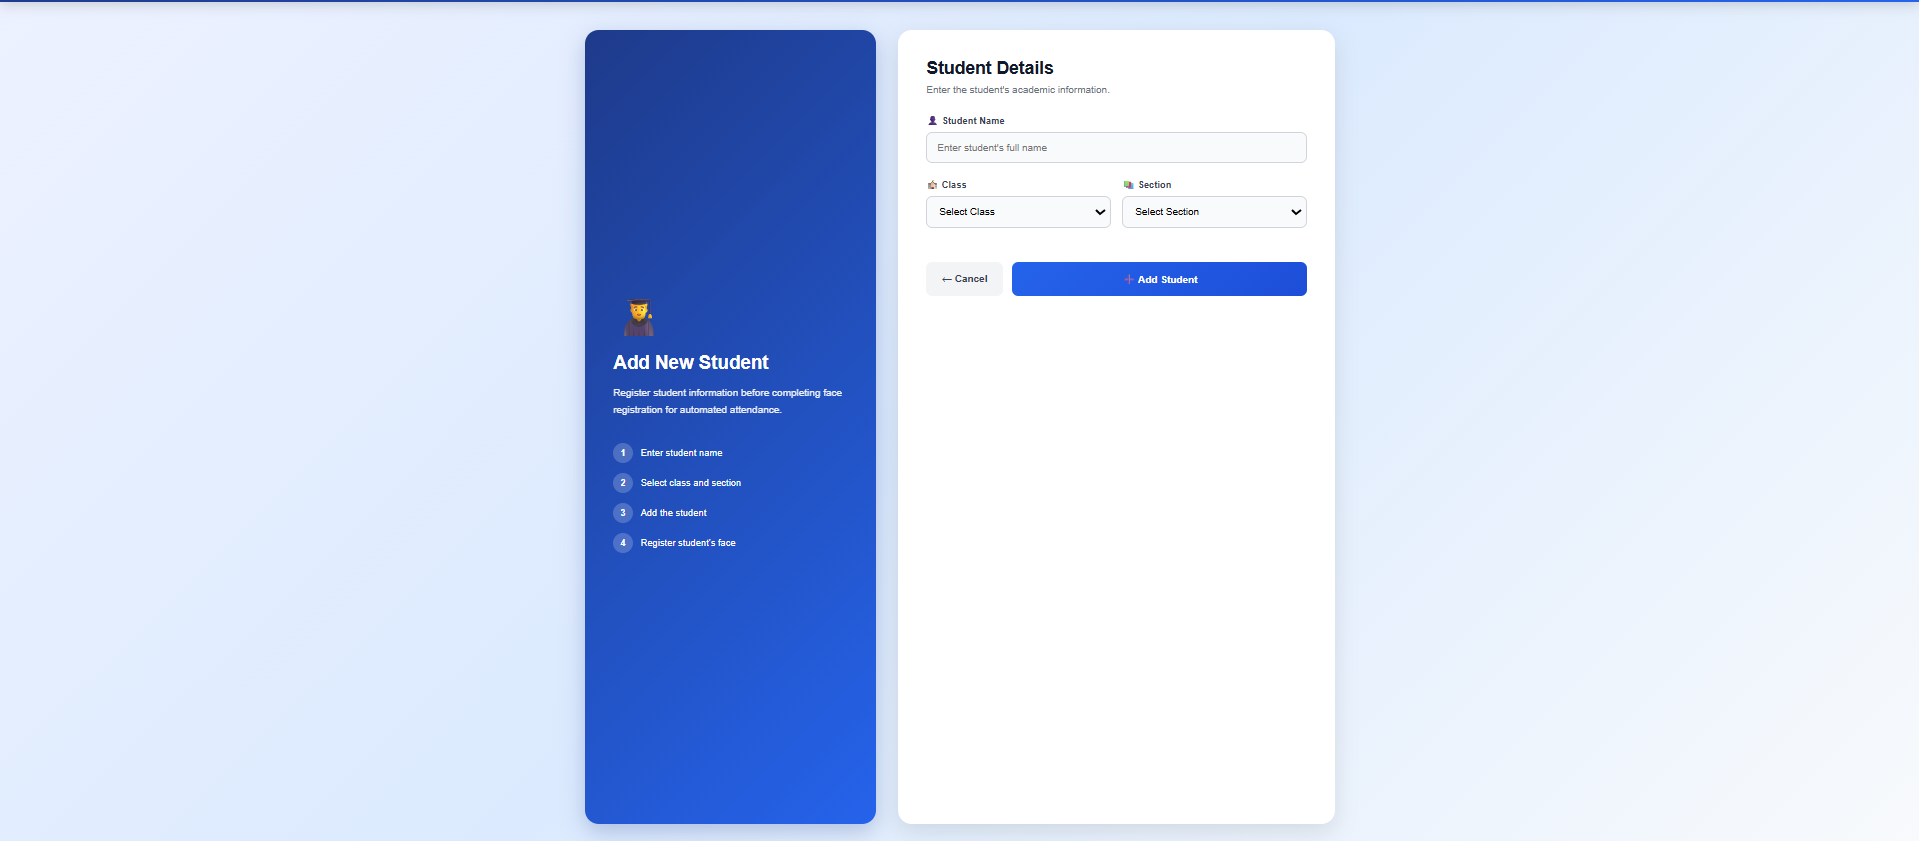 Add New Student
Register student information before completing face
registration for automated attendance.
1 Enter student name
2 Select class and section
3 Add the student
4 Register student's face
Student Details
Enter the student's academic information.
Student Name
Enter student's full name
Class
Section
Select Class
Select Section
← Cancel
Add Student